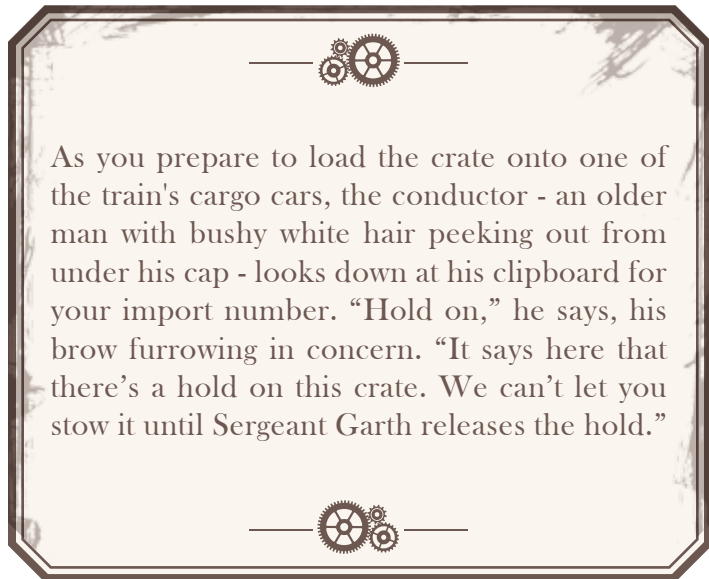 As you prepare to load the crate onto one of
the train's cargo cars, the conductor - an older
man with bushy white hair peeking out from
under his cap - looks down at his clipboard for
your import number. “Hold on,” he says, his
brow furrowing in concern. “It says here that
there’s a hold on this crate. We can’t let you
stow it until Sergeant Garth releases the hold.”